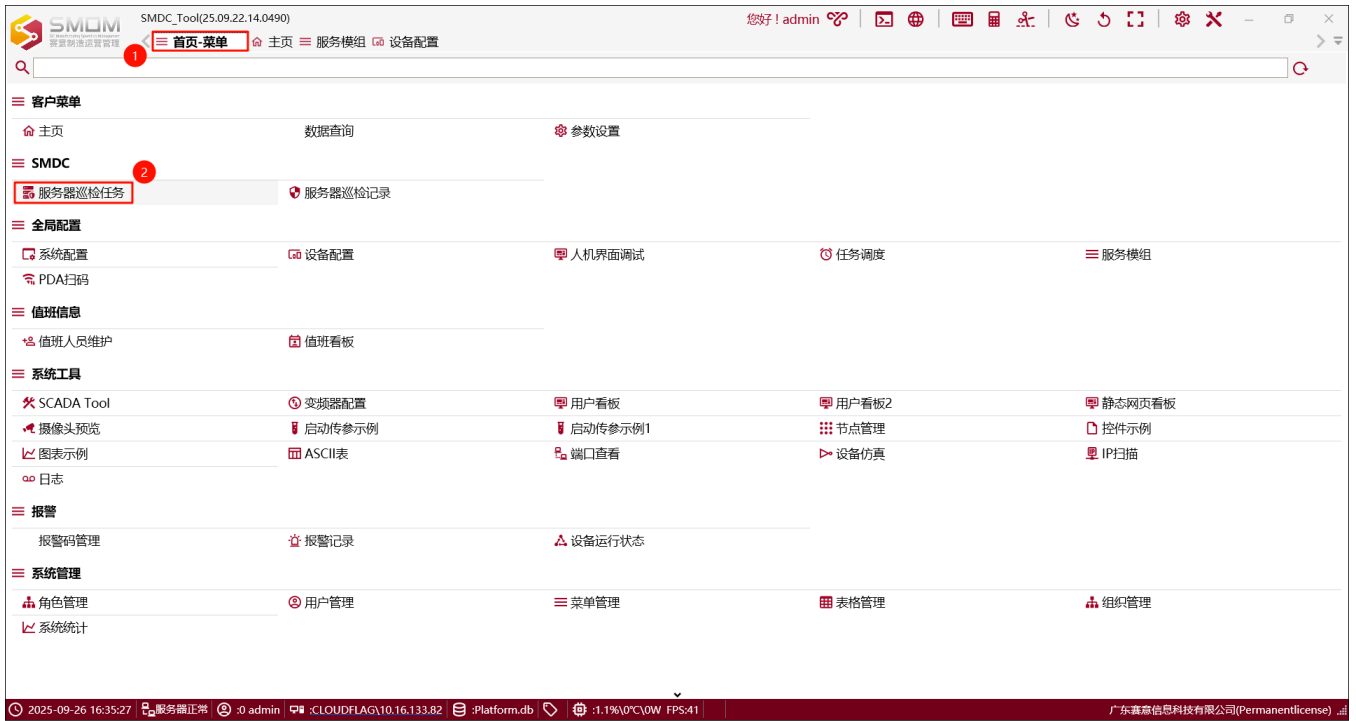 SMOM
赛意制造运营管理
SMDC_Tool(25.09.22.14.0490)
您好！admin
首页-菜单 主页 服务模组 设备配置
1
客户菜单
主页 数据查询 参数设置
SMDC
2
服务器巡检任务 服务器巡检记录
全局配置
系统配置 设备配置 人机界面调试 任务调度 服务模组
PDA扫码
值班信息
值班人员维护 值班看板
系统工具
SCADA Tool 变频器配置 用户看板 用户看板2 静态网页看板
摄像头预览 启动传参示例 启动传参示例1 节点管理 控件示例
图表示例 ASCII表 端口查看 设备仿真 IP扫描
日志
报警
报警码管理 报警记录 设备运行状态
系统管理
角色管理 用户管理 菜单管理 表格管理 组织管理
系统统计
2025-09-26 16:35:27 服务器正常 :0 admin :CLOUDFLAG\10.16.133.82 :Platform.db :1.1%\0℃\0W FPS:41 广东赛意信息科技有限公司(Permanentlicense)